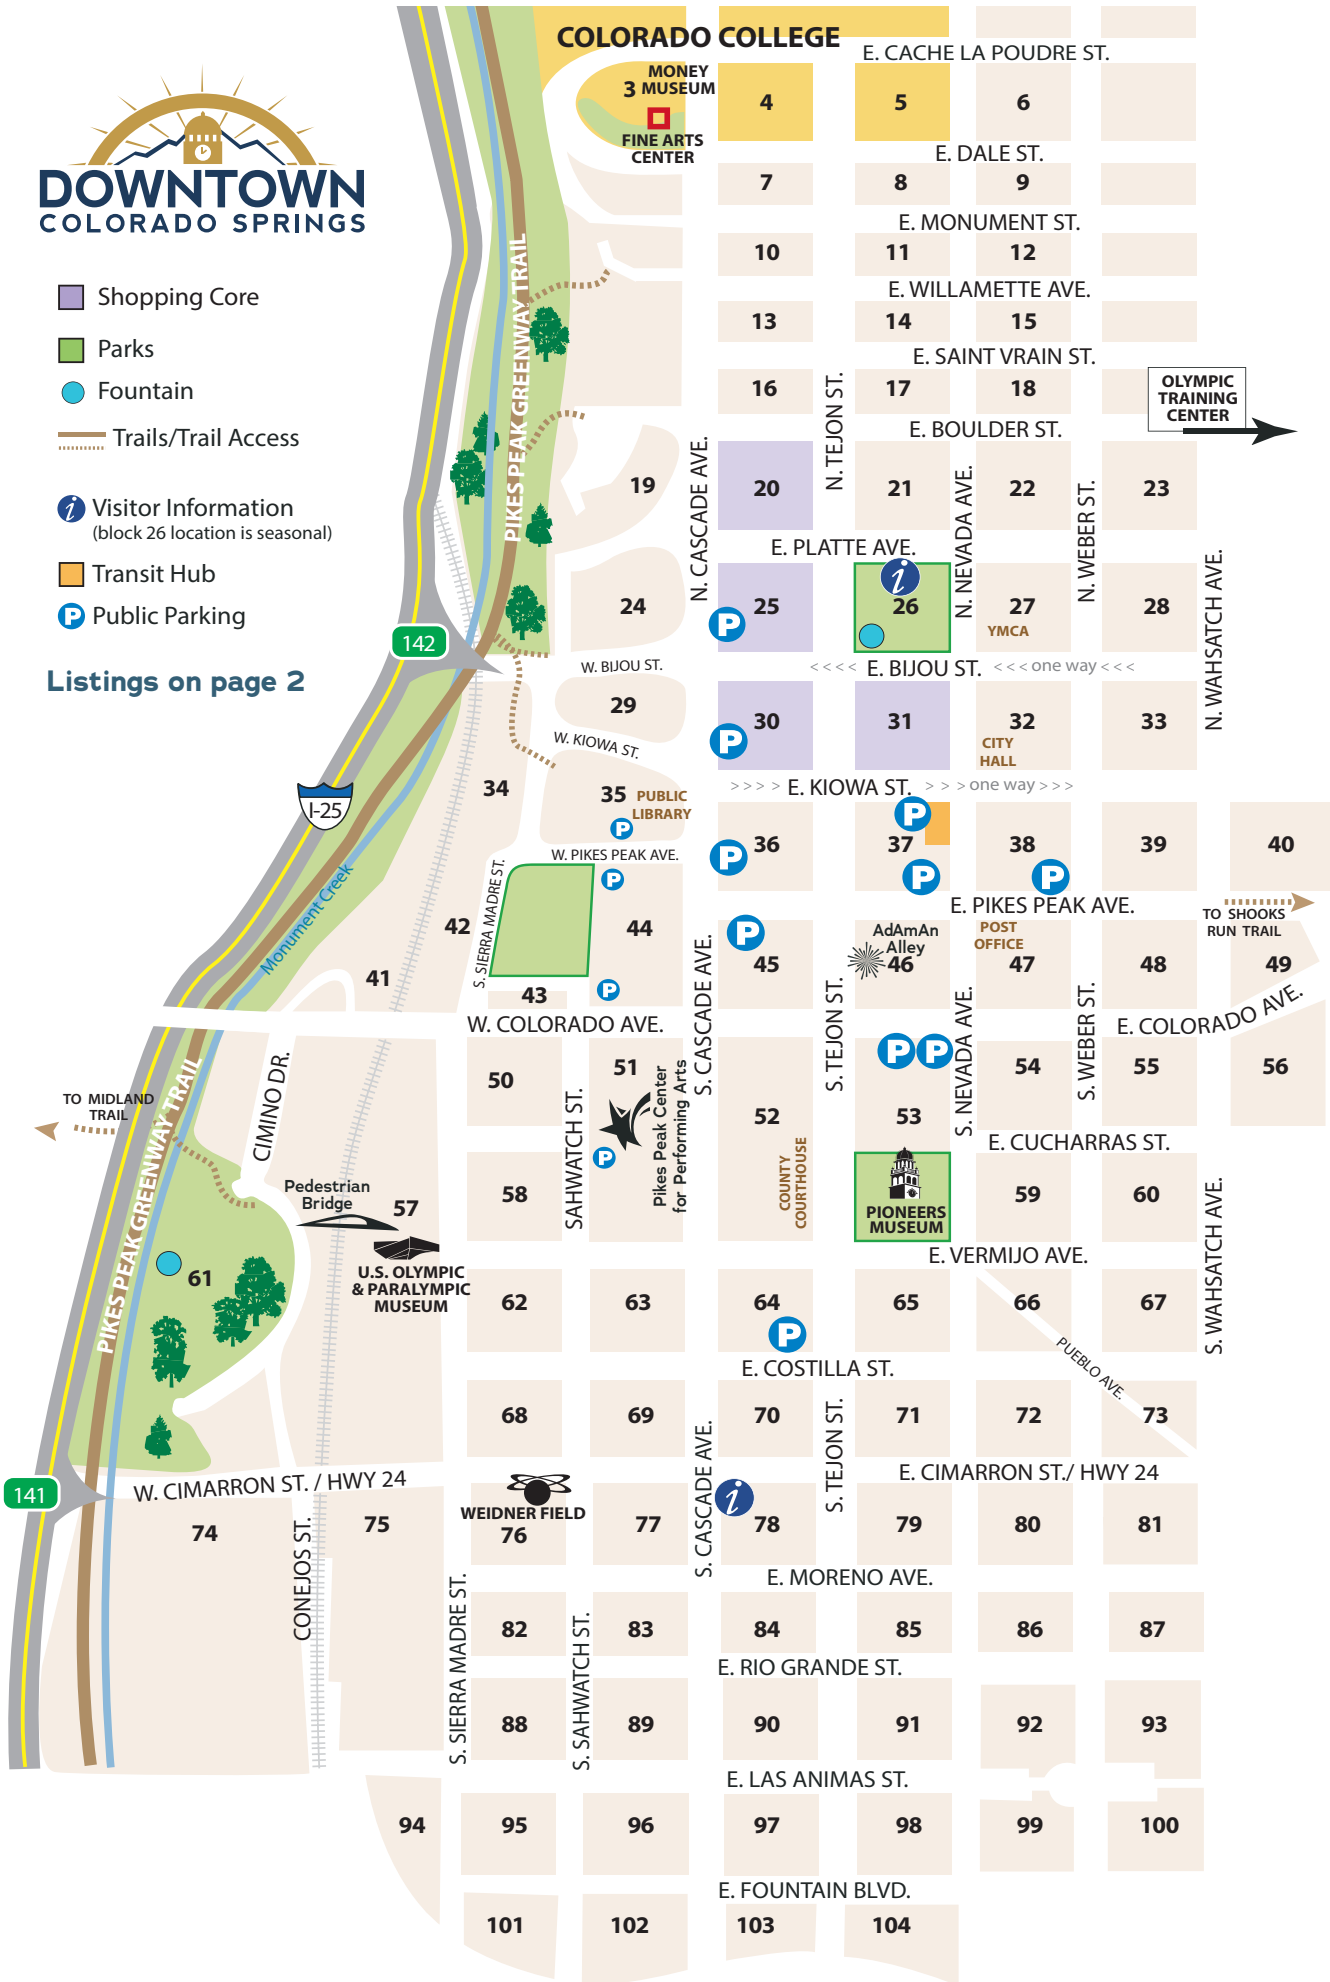 COLORADO COLLEGE
E. CACHE LA POUDRE ST.
MONEY
3 MUSEUM
FINE ARTS
CENTER
4
5
6
E. DALE ST.
7
8
9
DOWNTOWN
COLORADO SPRINGS
E. MONUMENT ST.
10
11
12
E. WILLAMETTE AVE.
Shopping Core
Parks
Fountain
Trails/Trail Access
Visitor Information
(block 26 location is seasonal)
Transit Hub
P Public Parking
Listings on page 2
PIKES PEAK GREENWAY TRAIL
13
14
15
E. SAINT VRAIN ST.
16
17
18
N. TEJON ST.
OLYMPIC
TRAINING
CENTER
E. BOULDER ST.
19
N. CASCADE AVE.
20
21
N. NEVADA AVE.
22
N. WEBER ST.
23
E. PLATTE AVE.
i
24
P
25
26
27
YMCA
28
N. WAHSATCH AVE.
142
W. BIJOU ST.
<<<< E. BIJOU ST. <<< one way <<<
29
P
30
31
32
CITY
HALL
33
W. KIOWA ST.
>>>> E. KIOWA ST. >>> one way >>>
34
35 PUBLIC
LIBRARY
P
I-25
P
36
P
37
P
38
P
39
40
W. PIKES PEAK AVE.
E. PIKES PEAK AVE.
Monument Creek
S. SIERRA MADRE ST.
P
42
44
41
43
P
S. CASCADE AVE.
P
45
S. TEJON ST.
AdAmAn
Alley
46
S. NEVADA AVE.
POST
OFFICE
47
S. WEBER ST.
48
TO SHOOKS
RUN TRAIL
49
W. COLORADO AVE.
E. COLORADO AVE.
CIMINO DR.
50
SAHWATCH ST.
51
Pikes Peak Center
for Performing Arts
P
52
COUNTY
COURTHOUSE
P P
53
54
55
56
TO MIDLAND
TRAIL
PIKES PEAK GREENWAY TRAIL
E. CUCHARRAS ST.
Pedestrian
Bridge
57
58
PIONEERS
MUSEUM
59
60
S. WAHSATCH AVE.
E. VERMIJO AVE.
61
U.S. OLYMPIC
& PARALYMPIC
MUSEUM
62
63
64
P
65
66
67
PUEBLO AVE.
E. COSTILLA ST.
68
69
S. CASCADE AVE.
70
S. TEJON ST.
71
72
73
E. CIMARRON ST./ HWY 24
W. CIMARRON ST. / HWY 24
141
74
CONEJOS ST.
75
WEIDNER FIELD
76
77
i
78
79
80
81
E. MORENO AVE.
S. SIERRA MADRE ST.
82
S. SAHWATCH ST.
83
84
85
86
87
E. RIO GRANDE ST.
88
89
90
91
92
93
E. LAS ANIMAS ST.
94
95
96
97
98
99
100
E. FOUNTAIN BLVD.
101
102
103
104